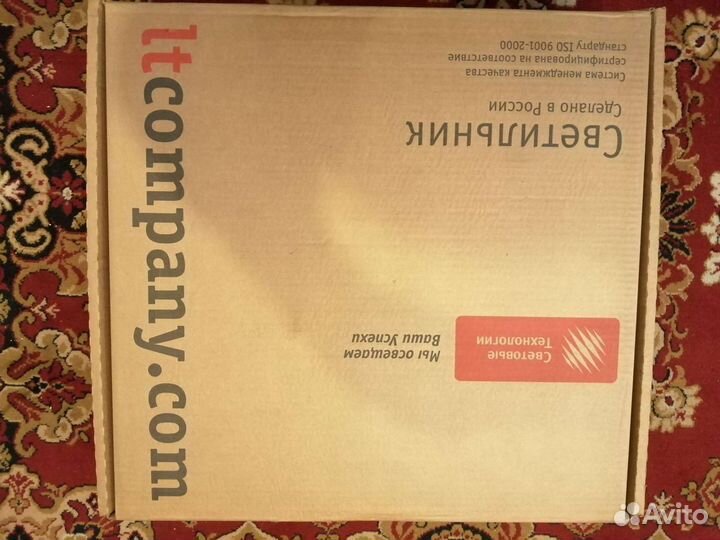 ltcompany.com
Световые
Технологии
Мы освещаем
Ваши Успехи
Светильник
Сделано в России
Система менеджмента качества
сертифицирована на соответствие
стандарту ISO 9001-2000
Avito